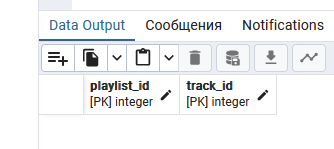 Data Output Сообщения Notifications
playlist_id track_id
[PK] integer [PK] integer